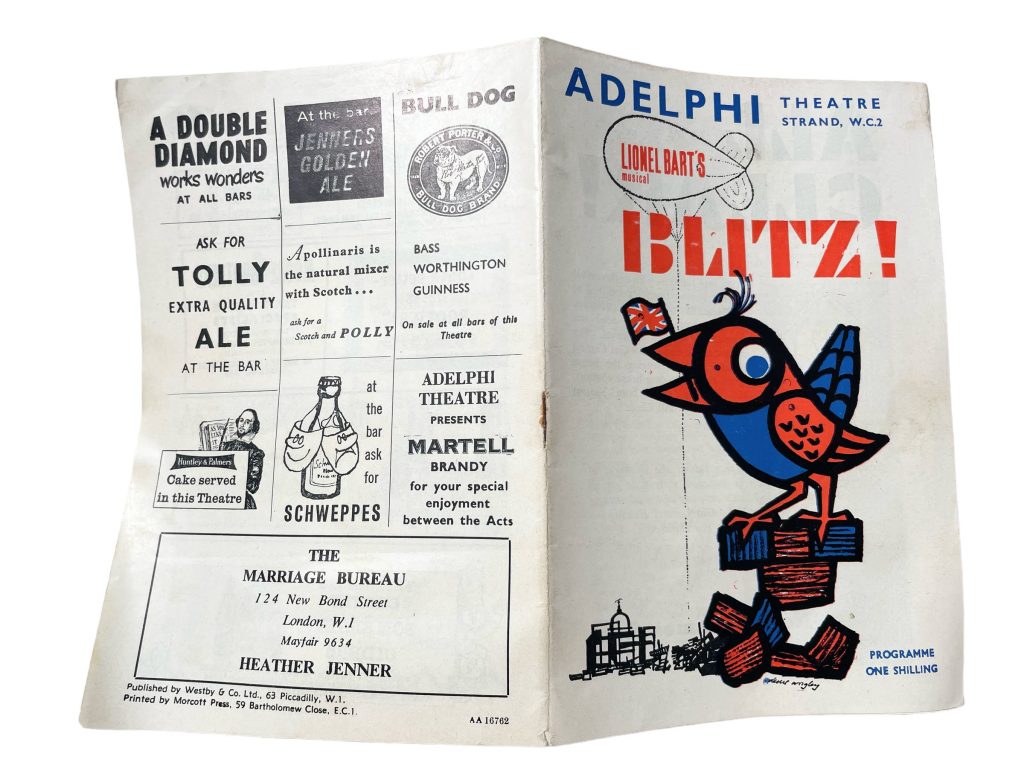 A DOUBLE
DIAMOND
works wonders
AT ALL BARS
At the bar
JENNERS
GOLDEN
ALE
BULL DOG
ROBERT PORTER & Co
BULL DOG BRAND
ASK FOR
TOLLY
EXTRA QUALITY
ALE
AT THE BAR
Apollinaris is
the natural mixer
with Scotch...
ask for a
Scotch and POLLY
BASS
WORTHINGTON
GUINNESS
On sale at all bars of this
Theatre
AS YOU
LIKE
IT
Huntley & Palmers
Cake served
in this Theatre
at
the
bar
ask
for
SCHWEPPES
ADELPHI
THEATRE
PRESENTS
MARTELL
BRANDY
for your special
enjoyment
between the Acts
THE
MARRIAGE BUREAU
124 New Bond Street
London, W.1
Mayfair 9634
HEATHER JENNER
Published by Westby & Co. Ltd., 63 Piccadilly, W.1.
Printed by Morcott Press, 59 Bartholomew Close, E.C.1.
AA 16762
ADELPHI THEATRE
STRAND, W.C.2
LIONEL BART'S
musical
BLITZ!
PROGRAMME
ONE SHILLING